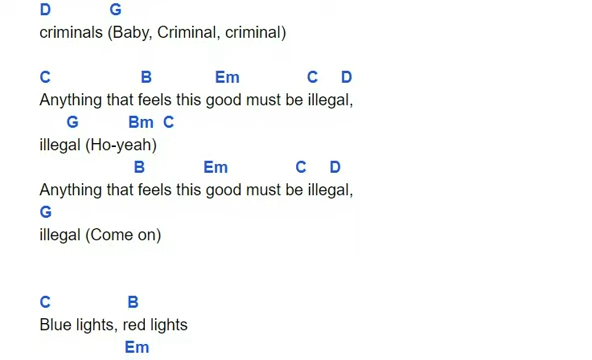 D G
criminals (Baby, Criminal, criminal)
C B Em C D
Anything that feels this good must be illegal,
G Bm C
illegal (Ho-yeah)
B Em C D
Anything that feels this good must be illegal,
G
illegal (Come on)
C B
Blue lights, red lights
Em